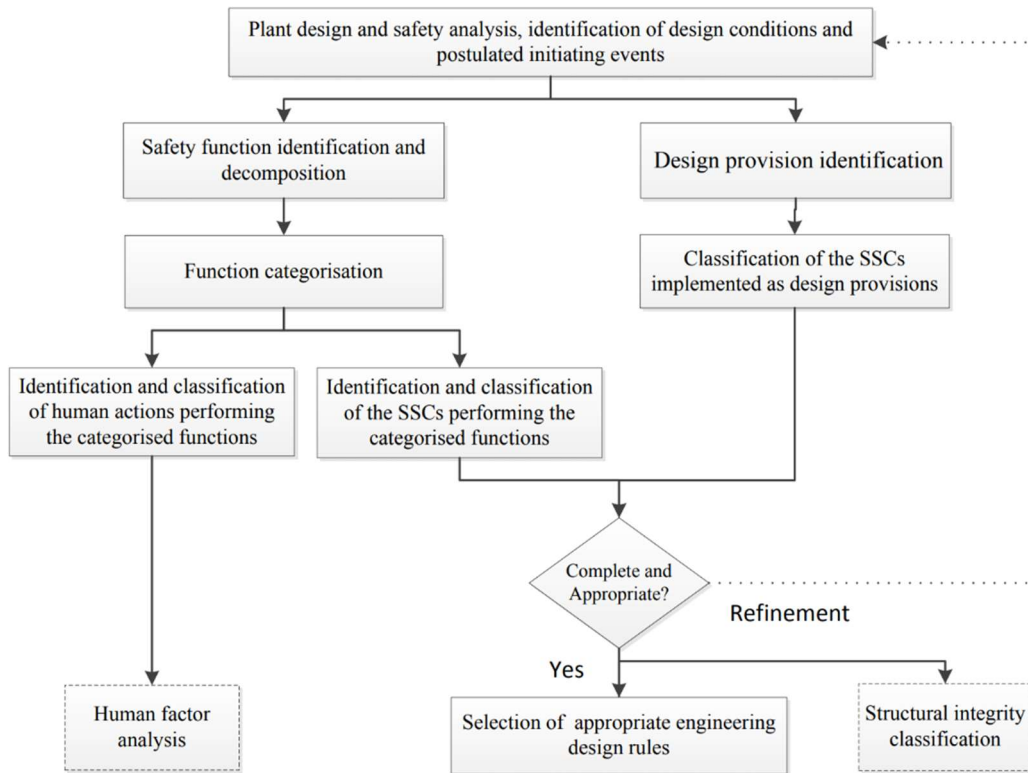 Plant design and safety analysis, identification of design conditions and
postulated initiating events
Safety function identification and
decomposition
Design provision identification
Function categorisation
Classification of the SSCs
implemented as design provisions
Identification and classification
of human actions performing
the categorised functions
Identification and classification
of the SSCs performing the
categorised functions
Complete and
Appropriate?
Refinement
Yes
Human factor
analysis
Selection of appropriate engineering
design rules
Structural integrity
classification